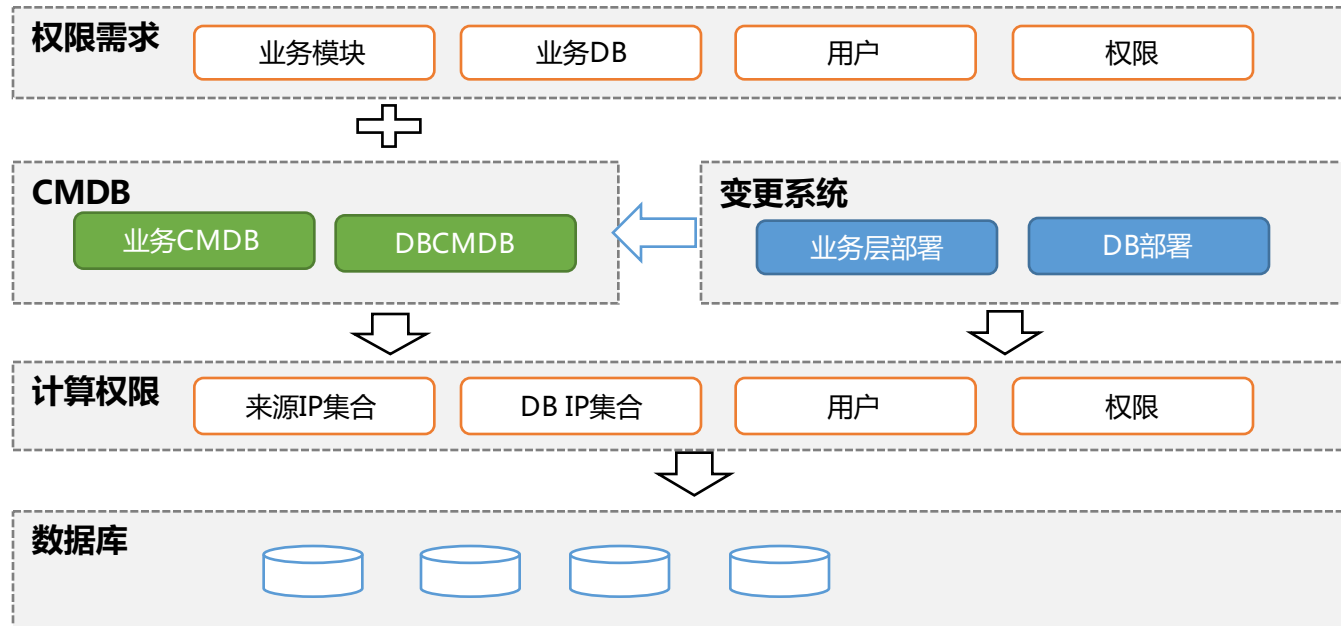 权限需求
业务模块
业务DB
用户
权限
CMDB
业务CMDB
DBCMDB
变更系统
业务层部署
DB部署
计算权限
来源IP集合
DB IP集合
用户
权限
数据库